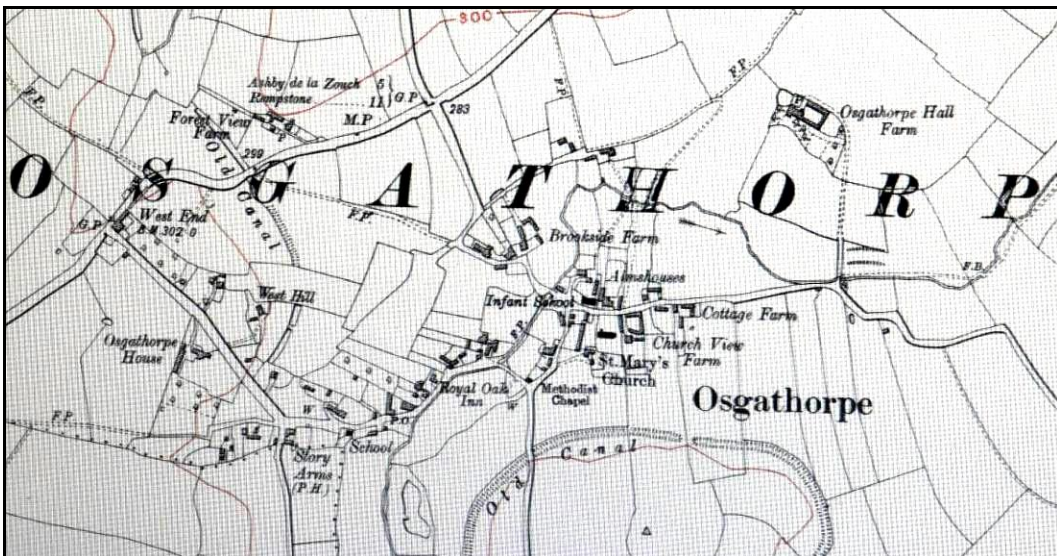 300
Ashby de la Zouch 5
Rempstone 11
G.P
283
M.P
F.P.
F.P.
F.P.
Forest View
Farm
Old
Canal
299
Osgathorpe Hall
Farm
OSGATHORP
West End
B.M.302·0
G.P.
F.P.
Brookside Farm
F.B.
West Hill
Almshouses
Infant School
Cottage Farm
Church View
Farm
Osgathorpe
House
F.P.
St. Mary's
Church
Royal Oak
Inn
Methodist
Chapel
Osgathorpe
W
W
P.O.
F.P.
School
Story
Arms
(P.H.)
Old Canal